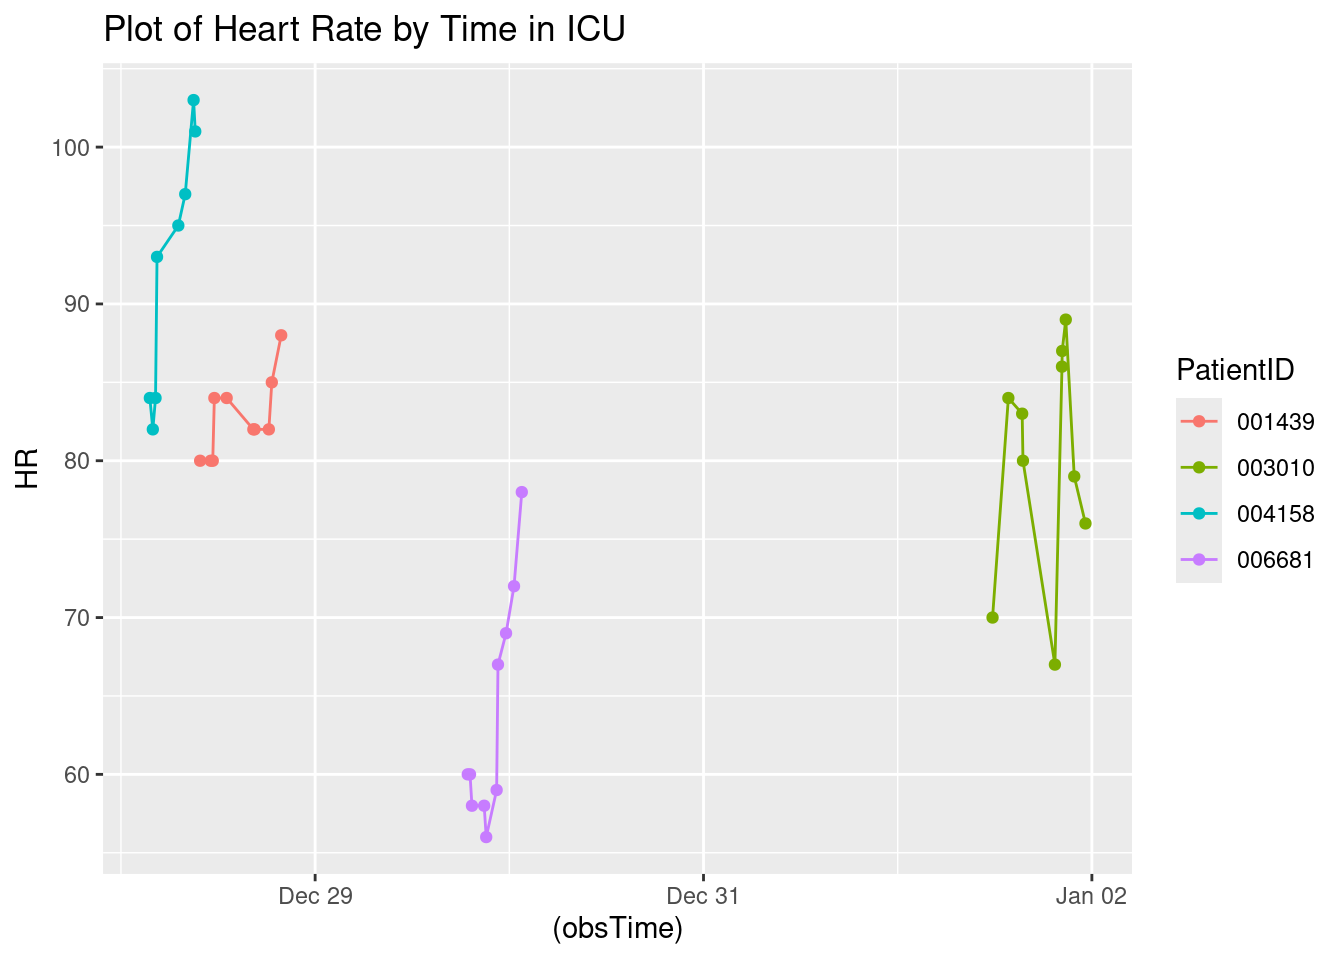 Plot of Heart Rate by Time in ICU
HR
100
90
80
70
60
Dec 29
Dec 31
Jan 02
(obsTime)
PatientID
001439
003010
004158
006681